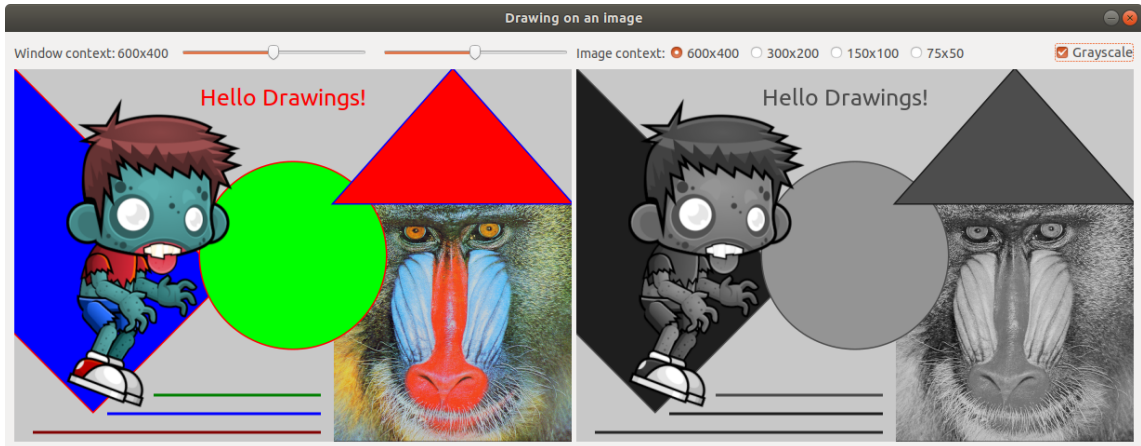 Drawing on an image
Window context: 600x400
Image context: 600x400 300x200 150x100 75x50 Grayscale
Hello Drawings!
Hello Drawings!